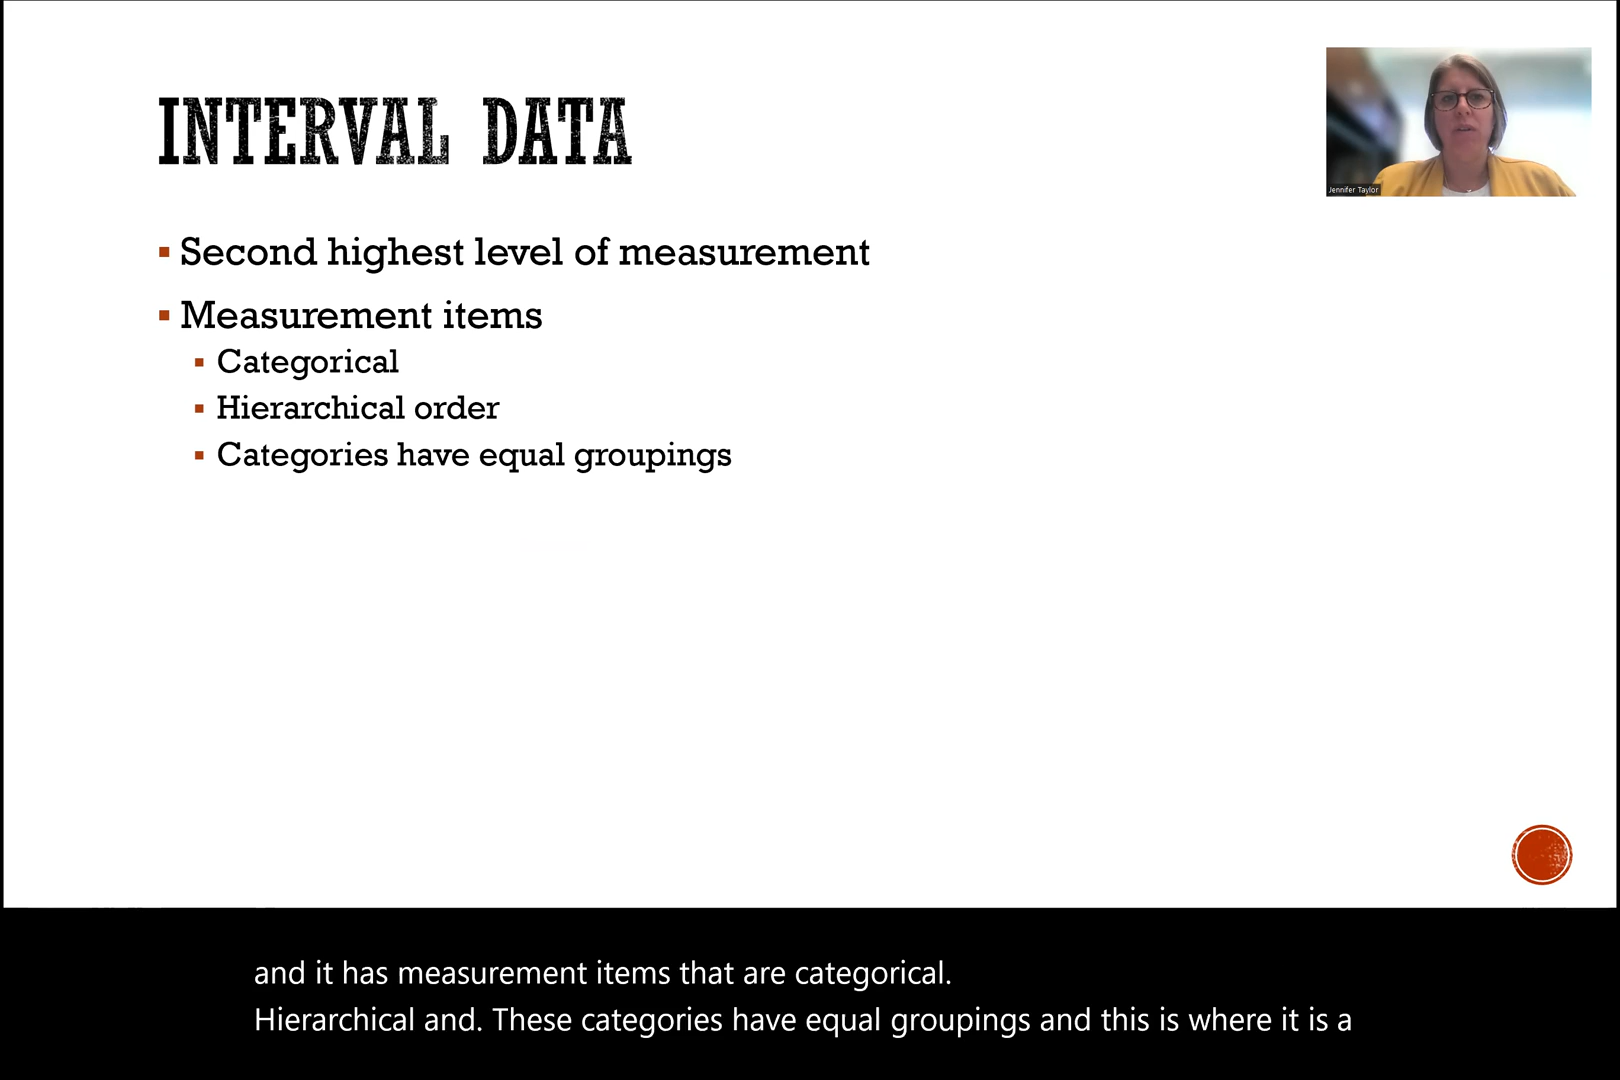 INTERVAL DATA
Jennifer Taylor
Second highest level of measurement
Measurement items
Categorical
Hierarchical order
Categories have equal groupings
and it has measurement items that are categorical.
Hierarchical and. These categories have equal groupings and this is where it is a